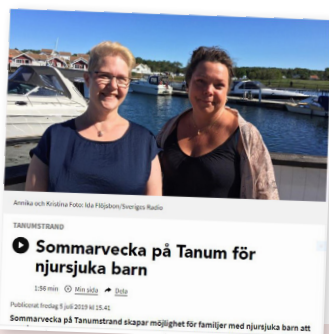 Annika och Kristina Foto: Ida Flöjsbon/Sveriges Radio
TANUMSTRAND
Sommarvecka på Tanum för
njursjuka barn
1:56 min Min sida Dela
Publicerat fredag 5 juli 2019 kl 15.41
Sommarvecka på Tanumstrand skapar möjlighet för familjer med njursjuka barn att